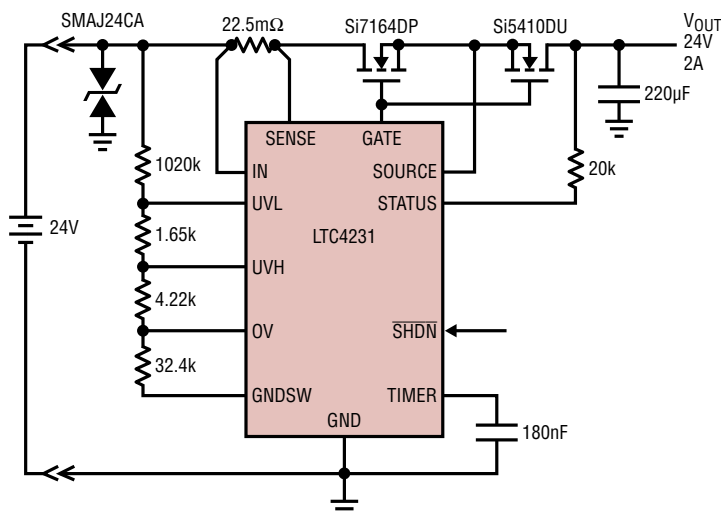 SMAJ24CA
22.5mΩ
Si7164DP
Si5410DU
VOUT
24V
2A
220µF
SENSE
GATE
1020k
IN
SOURCE
20k
UVL
STATUS
24V
1.65k
LTC4231
UVH
4.22k
OV
SHDN
32.4k
GNDSW
TIMER
GND
180nF